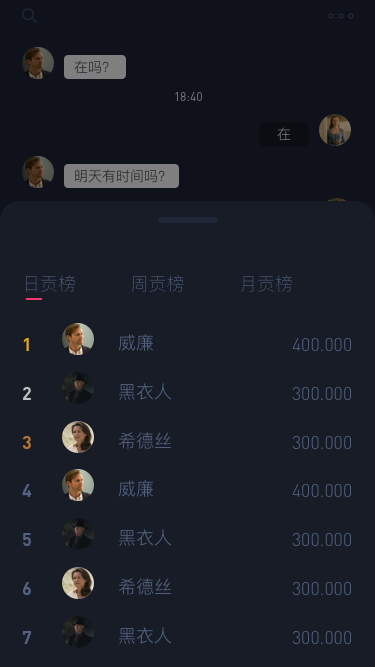 在吗？
18:40
在
明天有时间吗？
日贡榜 周贡榜 月贡榜
1 威廉 400.000
2 黑衣人 300.000
3 希德丝 300.000
4 威廉 400.000
5 黑衣人 300.000
6 希德丝 300.000
7 黑衣人 300.000